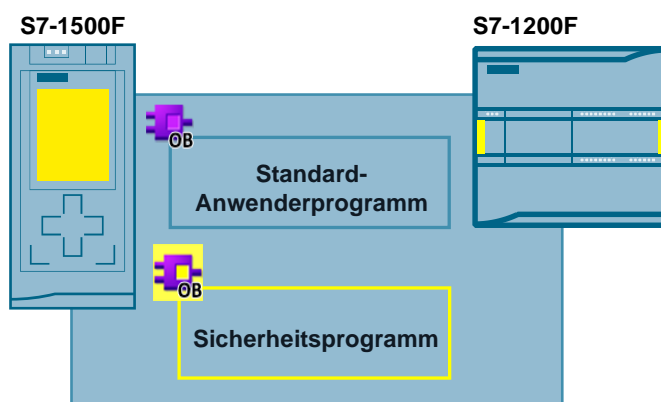 S7-1500F
S7-1200F
OB
Standard-
Anwenderprogramm
OB
Sicherheitsprogramm